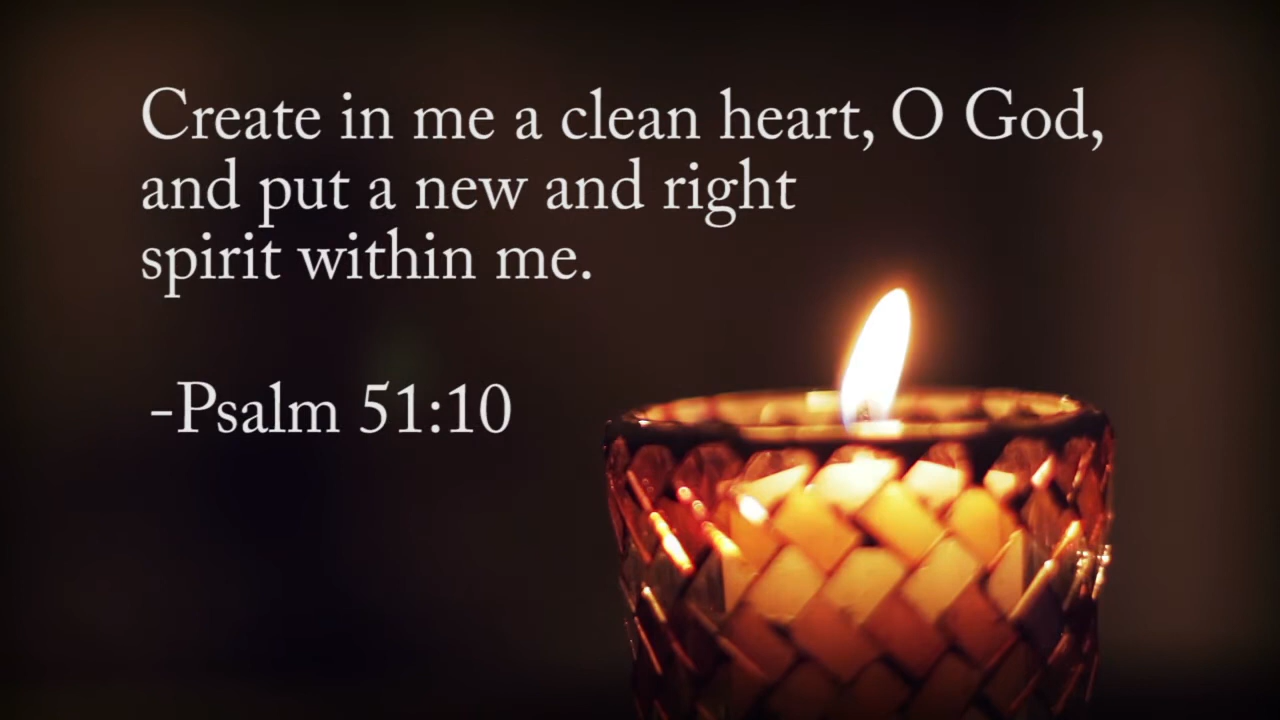 Create in me a clean heart, O God,
and put a new and right
spirit within me.
-Psalm 51:10